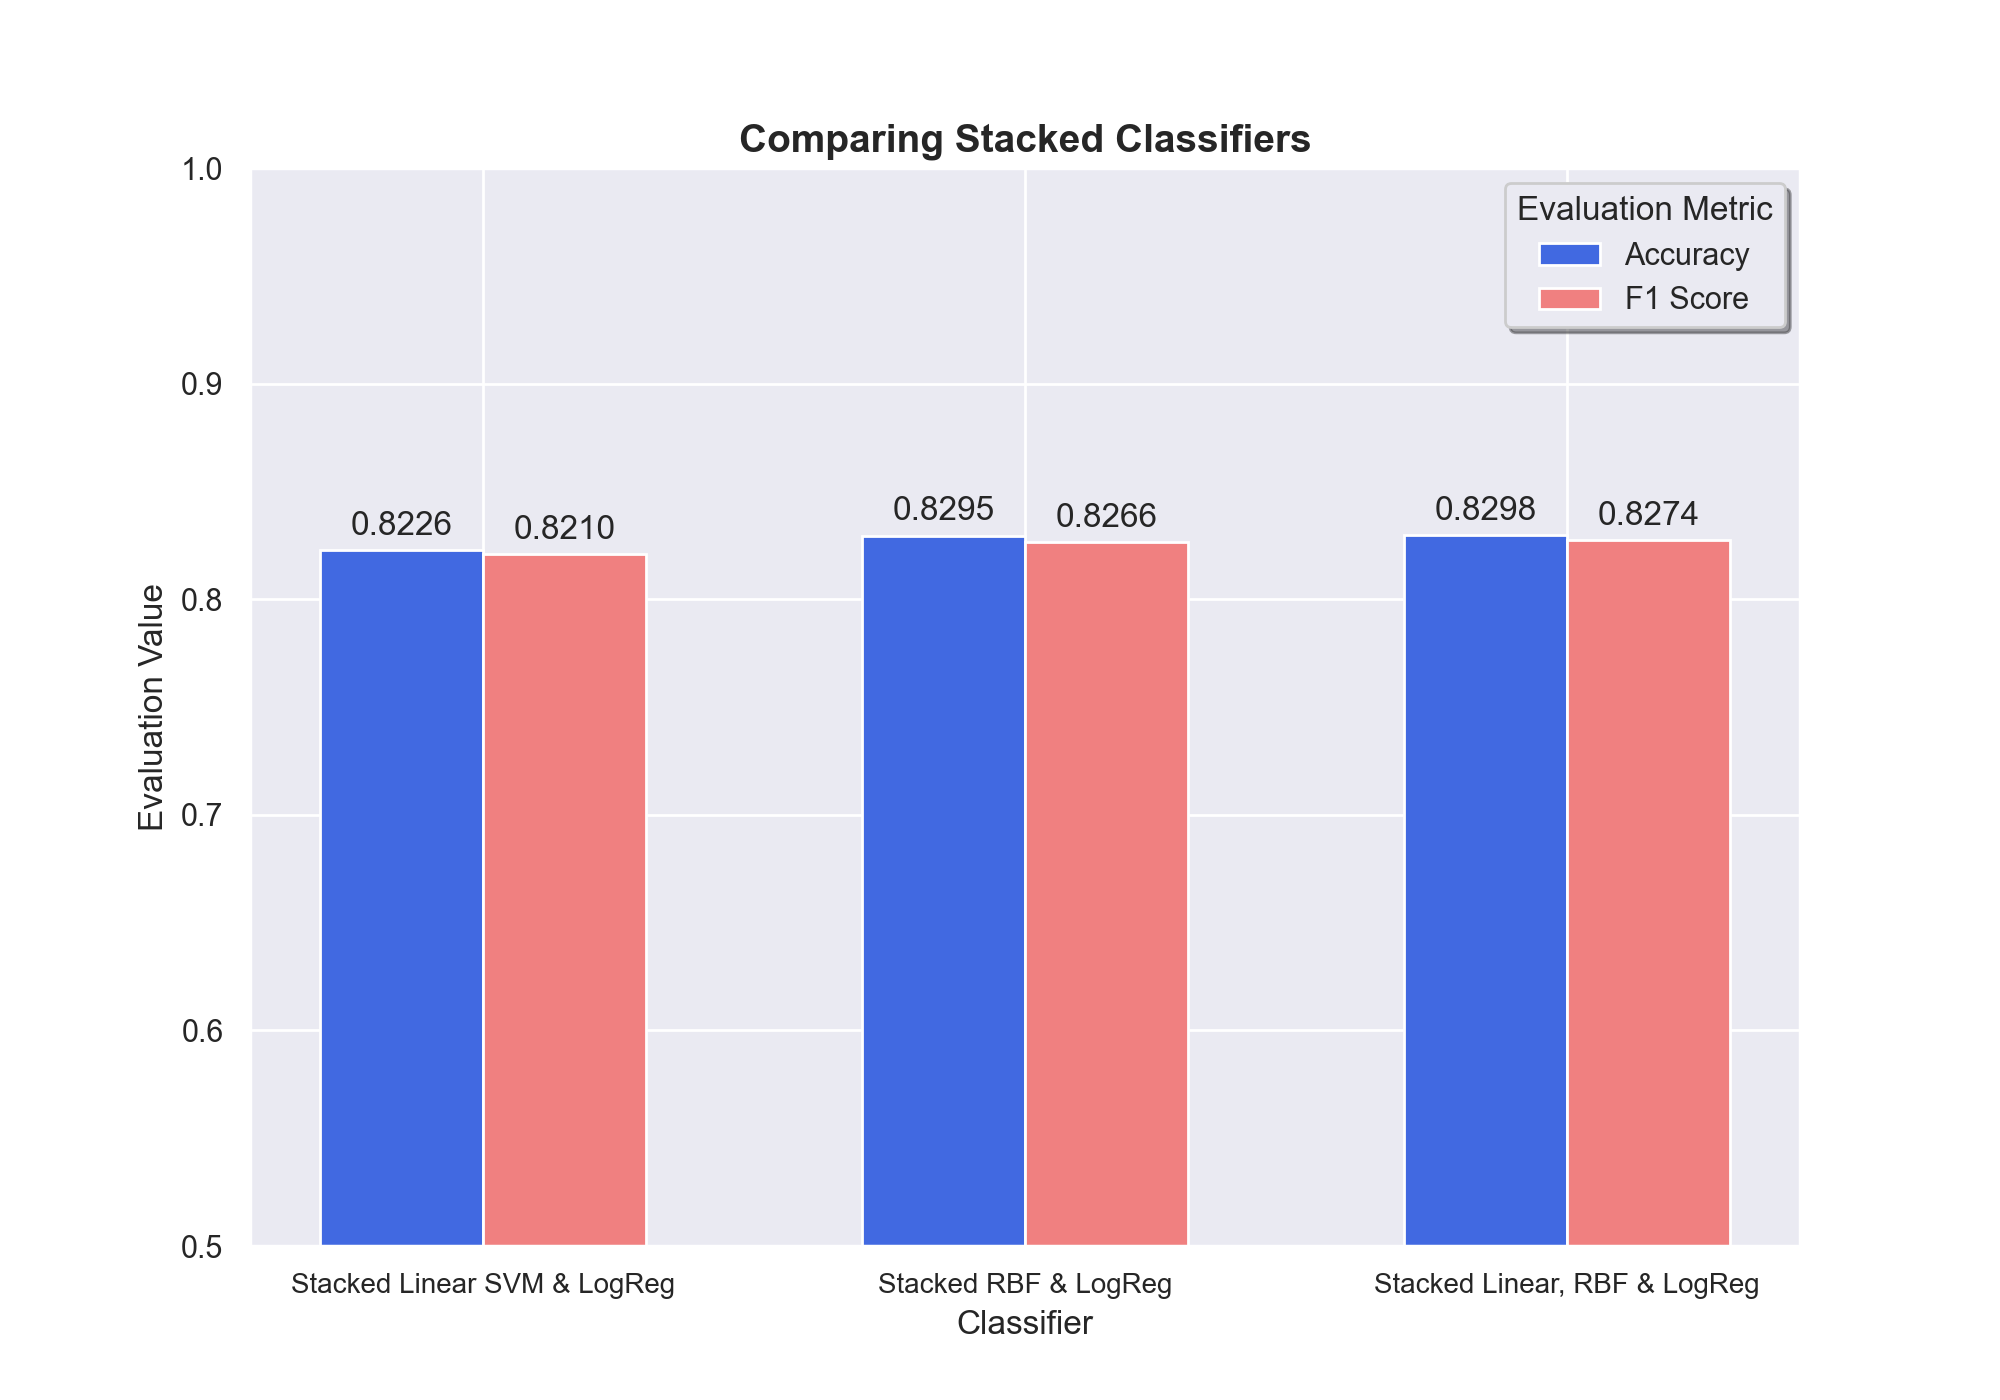 Comparing Stacked Classifiers
1.0
0.9
0.8
0.7
0.6
0.5
Evaluation Value
Evaluation Metric
Accuracy
F1 Score
0.8226
0.8210
0.8295
0.8266
0.8298
0.8274
Stacked Linear SVM & LogReg
Stacked RBF & LogReg
Stacked Linear, RBF & LogReg
Classifier